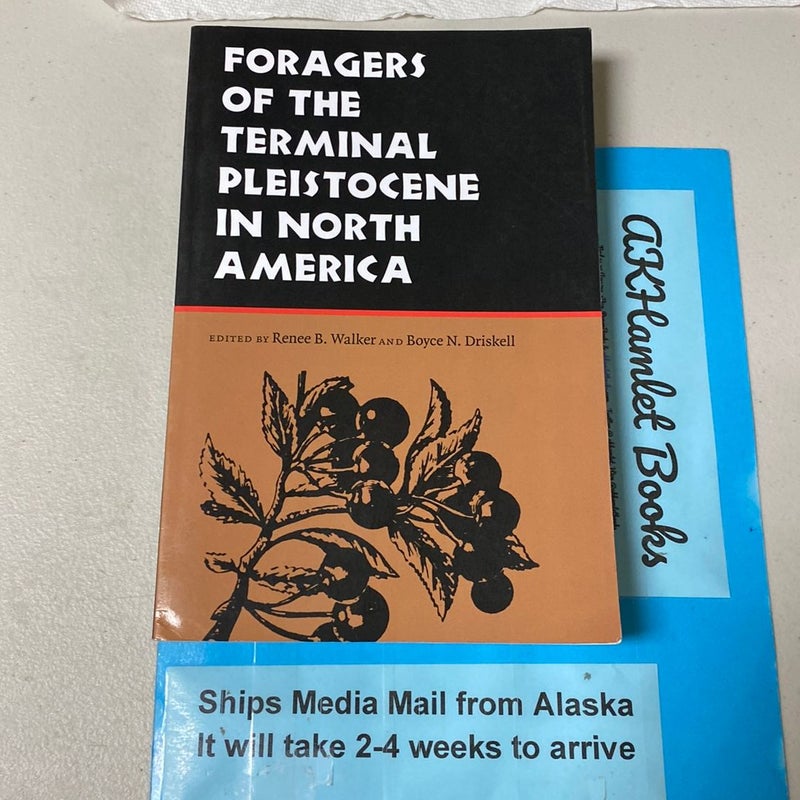 FORAGERS
OF THE
TERMINAL
PLEISTOCENE
IN NORTH
AMERICA
EDITED BY Renee B. Walker AND Boyce N. Driskell
AKHamlet Books
Ships Media Mail from Alaska
It will take 2-4 weeks to arrive